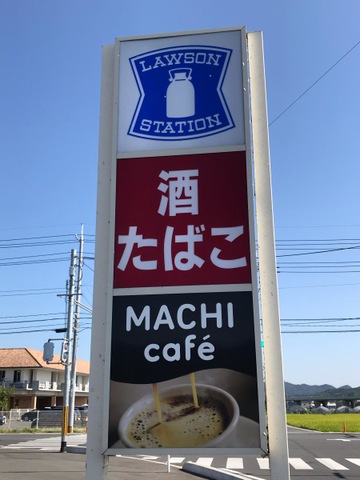 LAWSON
STATION
酒
たばこ
MACHI
café